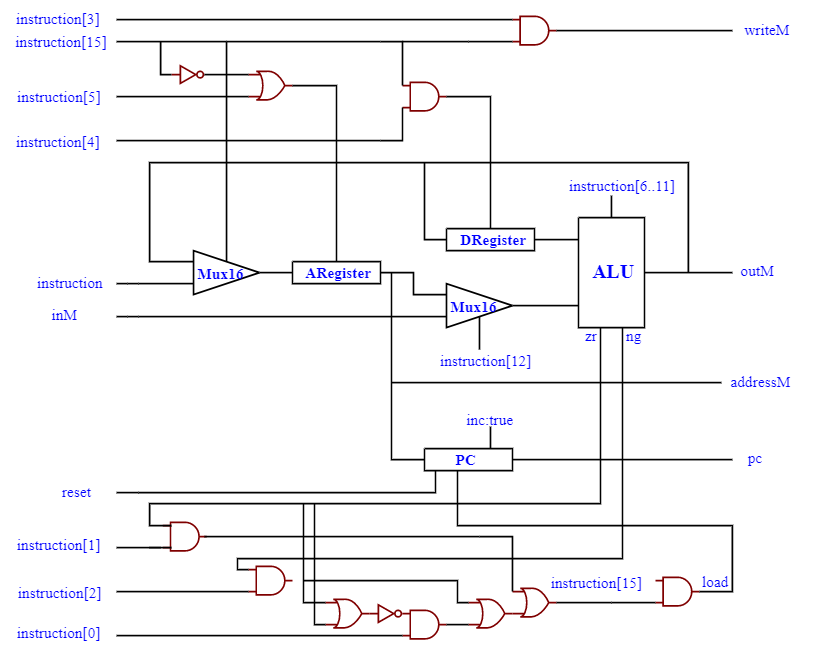 instruction[3]
writeM
instruction[15]
instruction[5]
instruction[4]
instruction[6..11]
DRegister
Mux16
ARegister
ALU
outM
instruction
Mux16
inM
zr
ng
instruction[12]
addressM
inc:true
PC
pc
reset
instruction[1]
instruction[15]
load
instruction[2]
instruction[0]